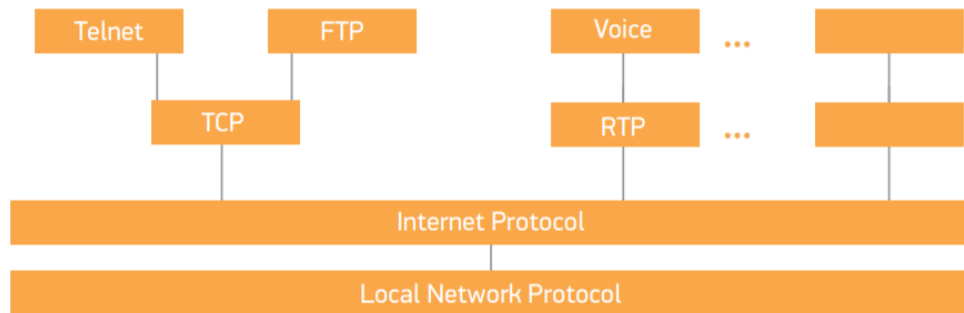 Telnet
FTP
Voice
...
TCP
RTP
...
Internet Protocol
Local Network Protocol